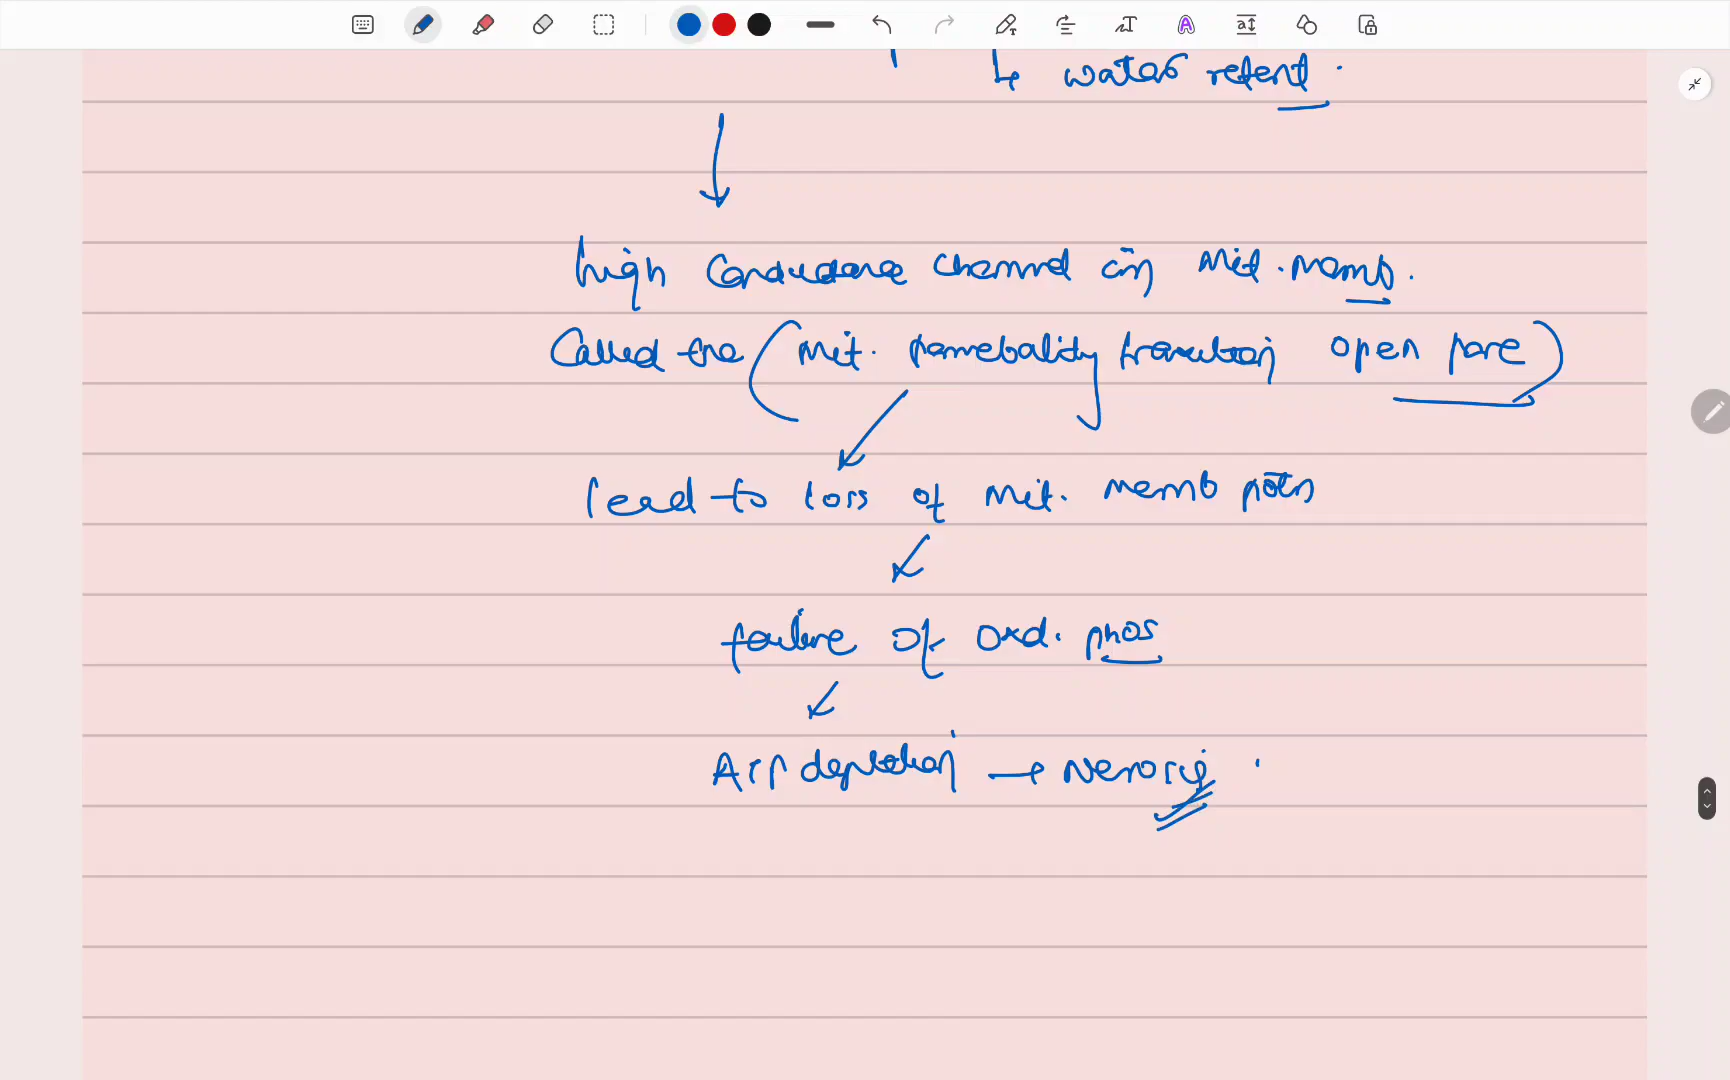 ↳ water retent.
high conductance channel in Mit. memb.
Called the (Mit. permebality transition open pore)
lead to loss of Mit. memb potn
failure of oxd. phos
ATP depletion → Necrosis.